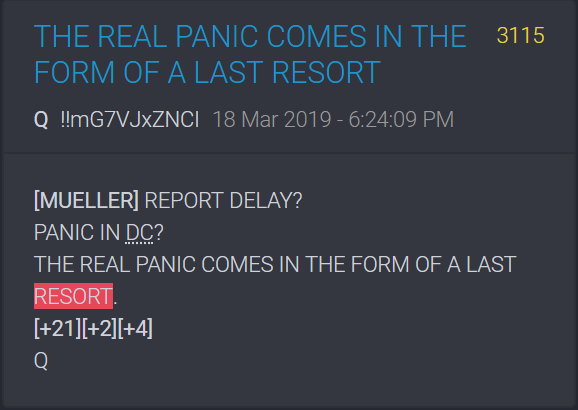 THE REAL PANIC COMES IN THE 3115
FORM OF A LAST RESORT
Q !!mG7VJxZNCI 18 Mar 2019 - 6:24:09 PM
[MUELLER] REPORT DELAY?
PANIC IN DC?
THE REAL PANIC COMES IN THE FORM OF A LAST
RESORT.
[+21][+2][+4]
Q